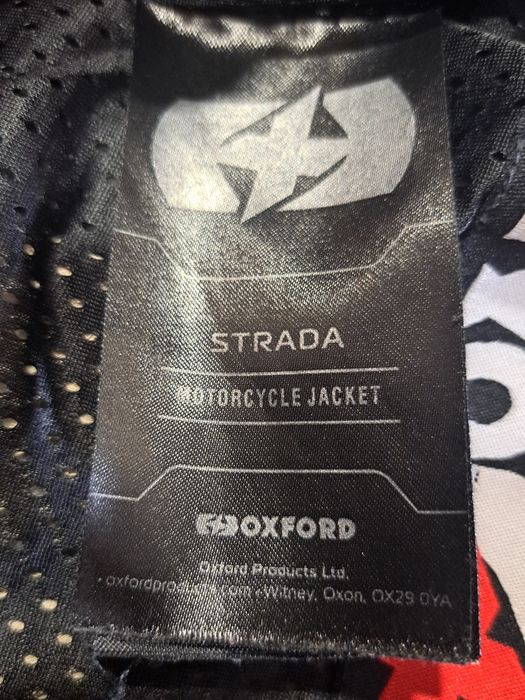 STRADA
MOTORCYCLE JACKET
OXFORD
Oxford Products Ltd.
oxfordproducts.com - Witney, Oxon, OX29 0YA